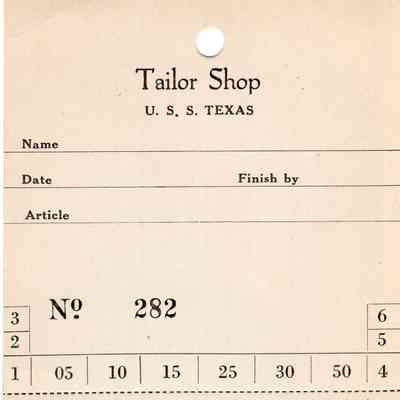 Tailor Shop
U. S. S. TEXAS
Name
Date Finish by
Article
Nº 282
3 6
2 5
1 05 10 15 25 30 50 4